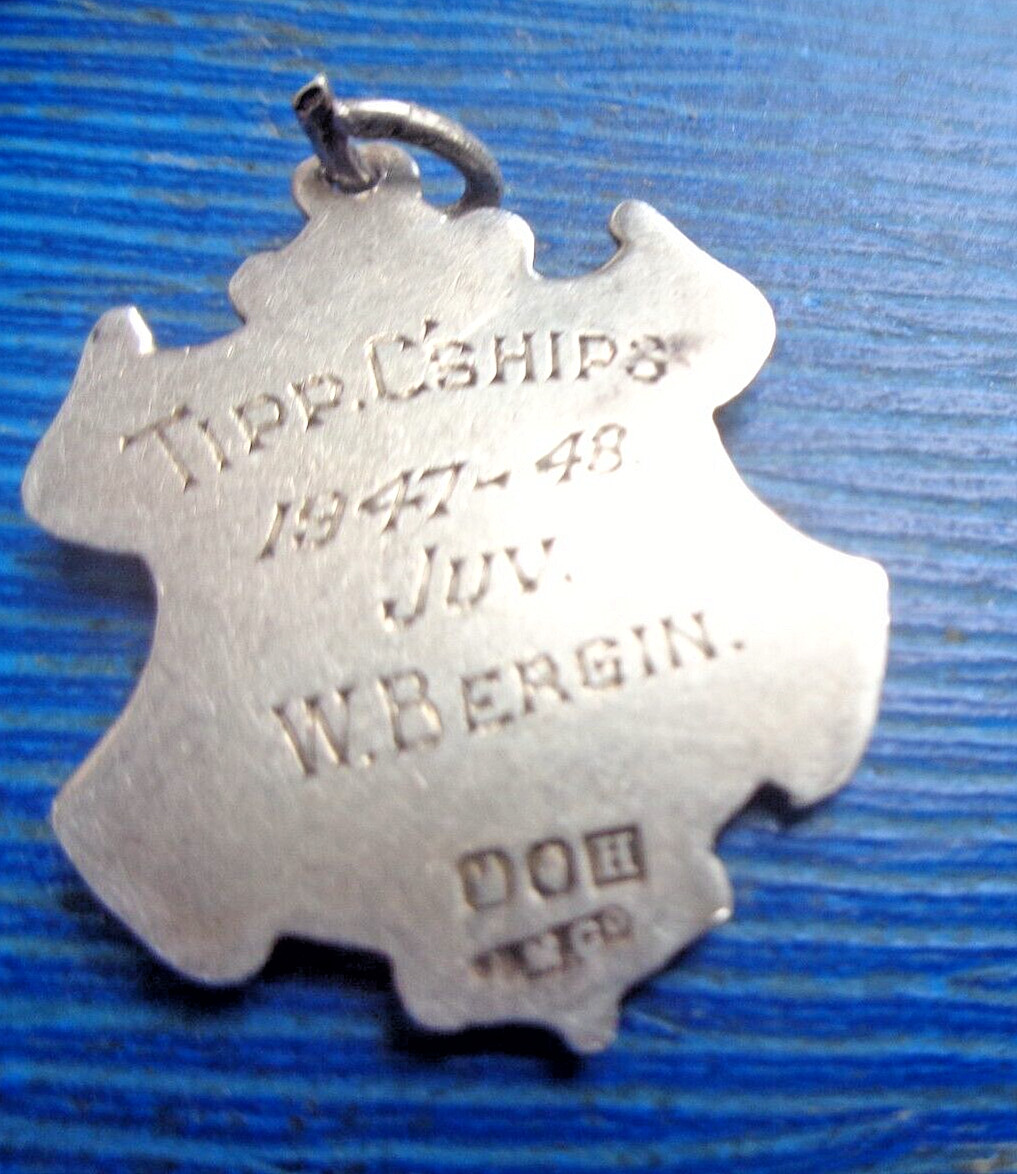 TIPP. C'SHIPS
1947-48
JUV.
W. BERGIN.
H